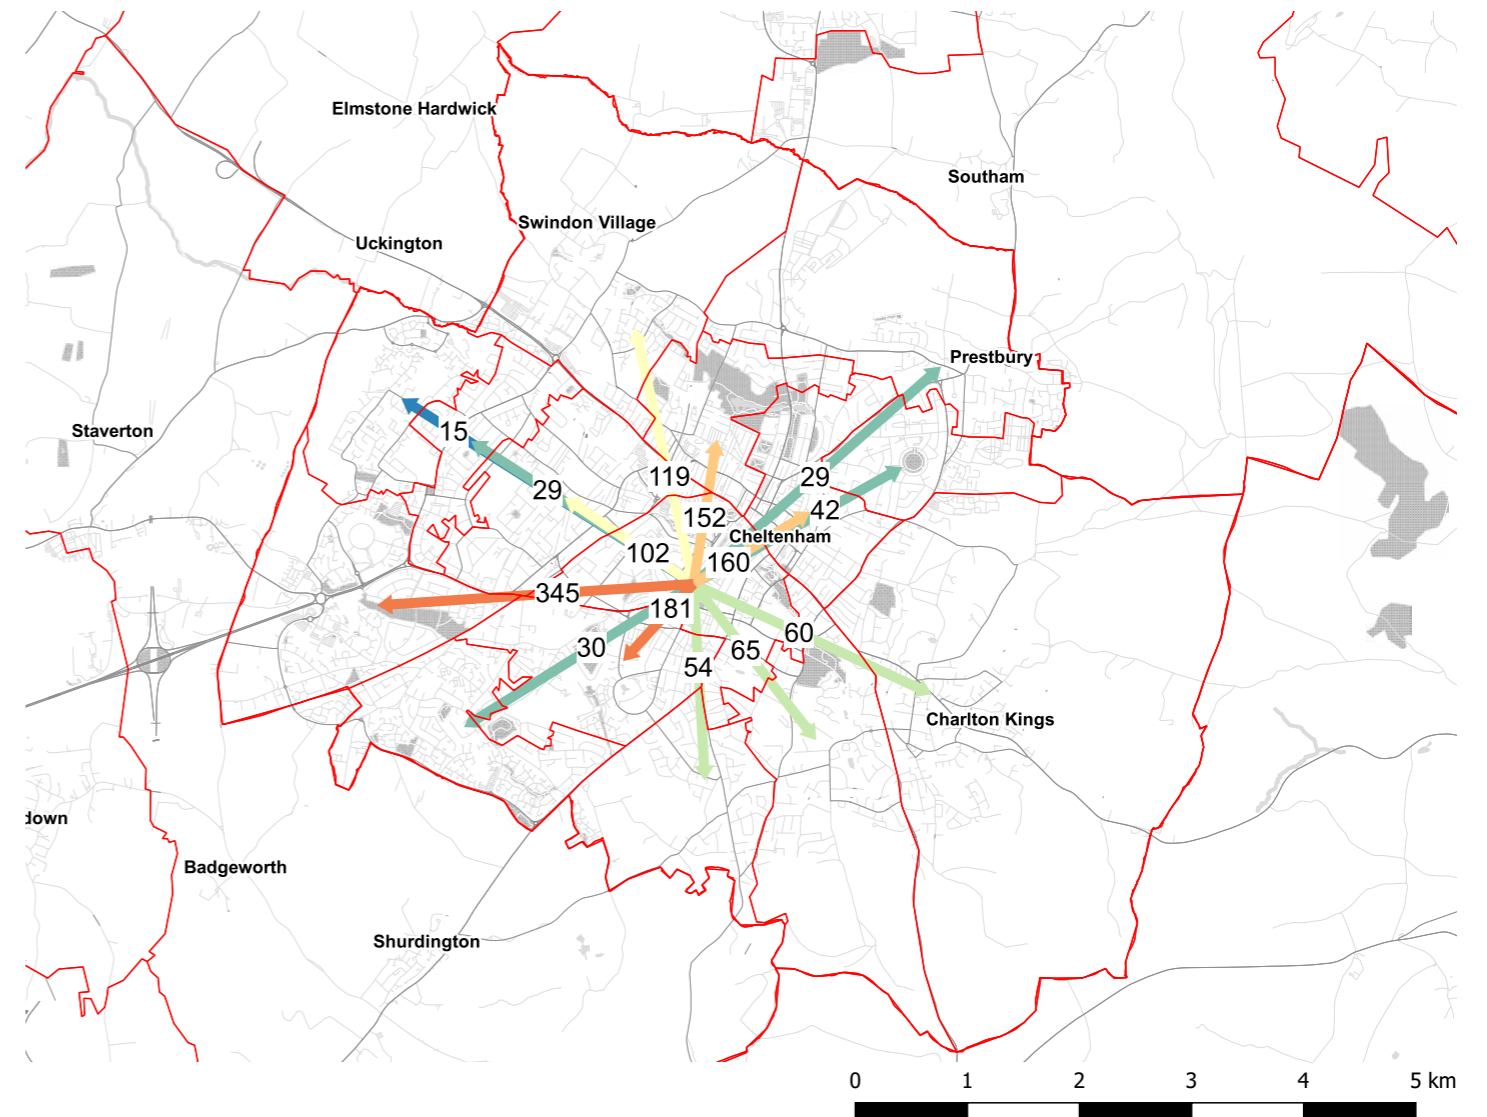 Elmstone Hardwick
Southam
Swindon Village
Uckington
Prestbury
Staverton
15
119
29
29
152
42
Cheltenham
102
160
345
181
60
30
65
54
Charlton Kings
down
Badgeworth
Shurdington
0 1 2 3 4 5 km